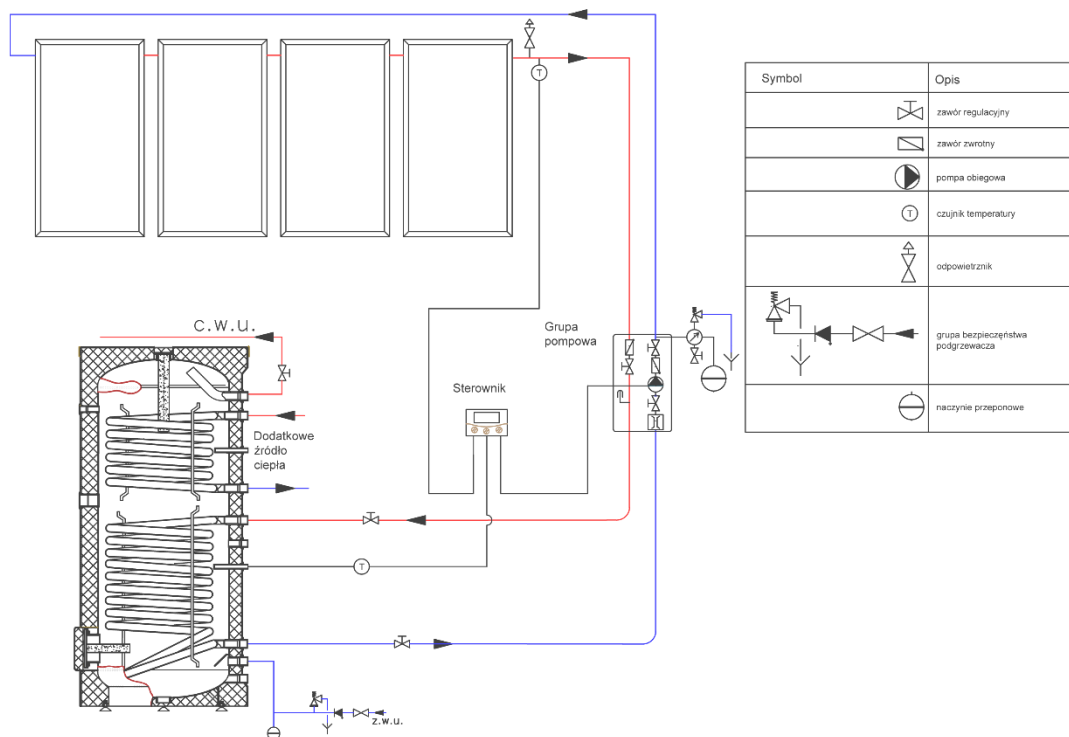 T
c.w.u.
Grupa
pompowa
Sterownik
Dodatkowe
źródło
ciepła
T
z.w.u.
Symbol Opis
zawór regulacyjny
zawór zwrotny
pompa obiegowa
T czujnik temperatury
odpowietrznik
grupa bezpieczeństwa
podgrzewacza
naczynie przeponowe